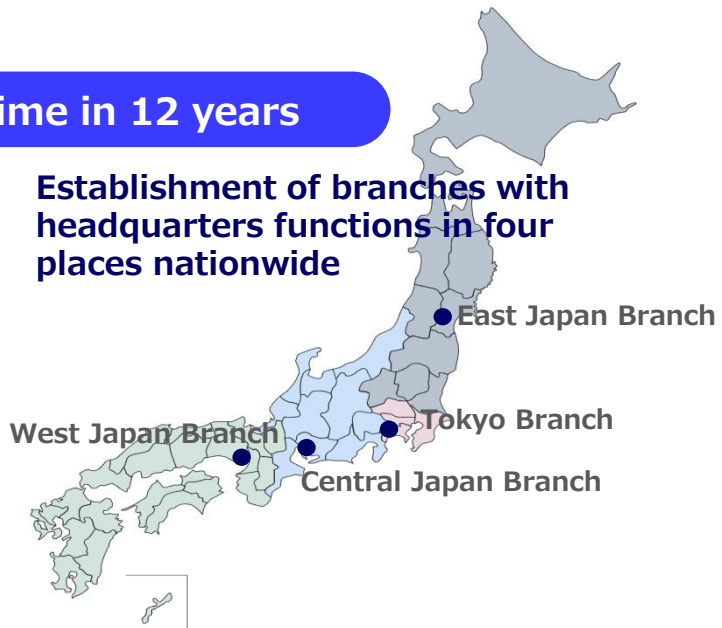 ime in 12 years
Establishment of branches with
headquarters functions in four
places nationwide
East Japan Branch
Tokyo Branch
West Japan Branch
Central Japan Branch